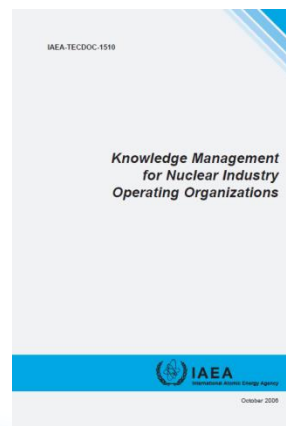 IAEA-TECDOC-1510
Knowledge Management
for Nuclear Industry
Operating Organizations
IAEA
International Atomic Energy Agency
October 2006